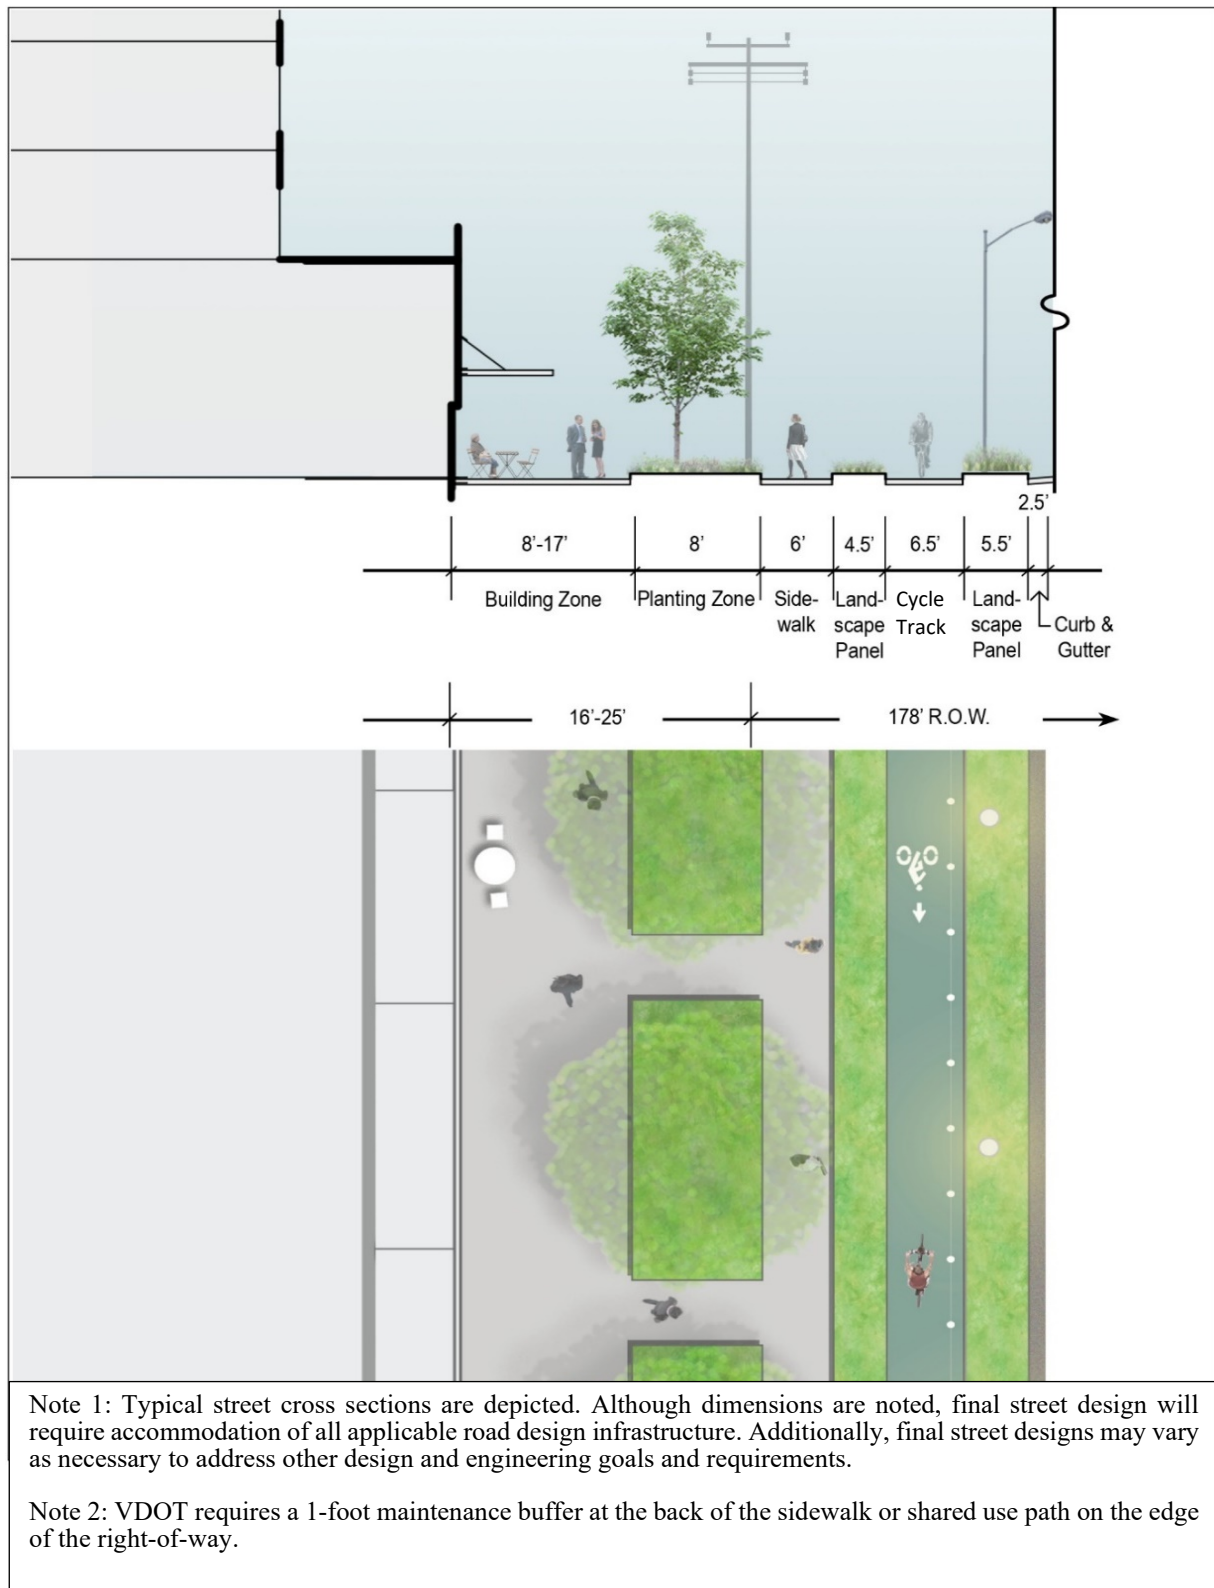 2.5'
8'-17'
8'
6'
4.5'
6.5'
5.5'
Building Zone
Planting Zone
Side-
walk
Land-
scape
Panel
Cycle
Track
Land-
scape
Panel
Curb &
Gutter
16'-25'
178' R.O.W.
Note 1: Typical street cross sections are depicted. Although dimensions are noted, final street design will
require accommodation of all applicable road design infrastructure. Additionally, final street designs may vary
as necessary to address other design and engineering goals and requirements.
Note 2: VDOT requires a 1-foot maintenance buffer at the back of the sidewalk or shared use path on the edge
of the right-of-way.